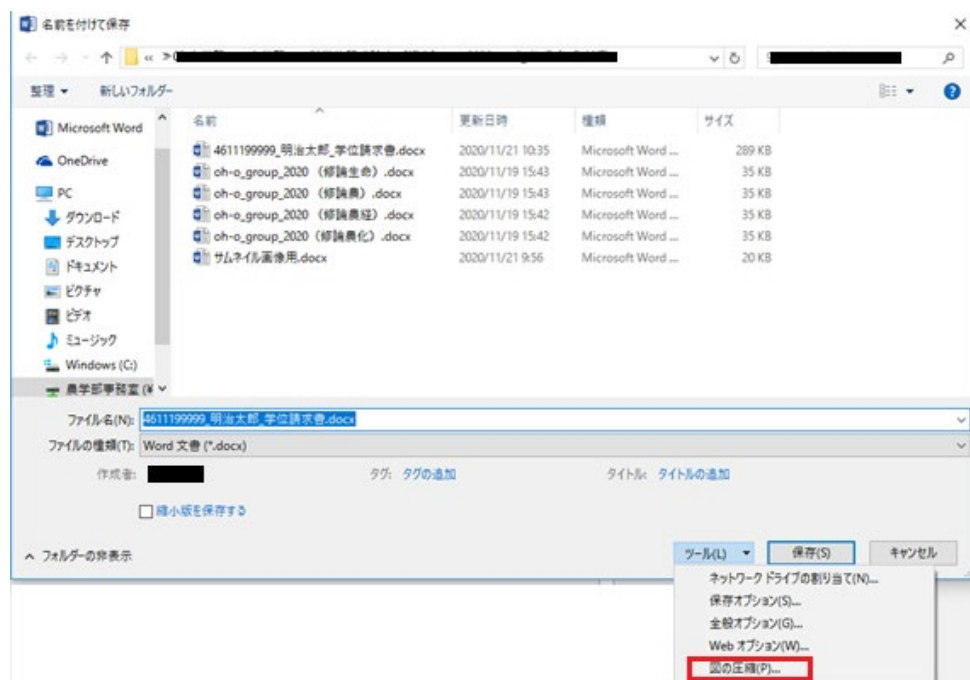 名前を付けて保存
«
整理 ▼ 新しいフォルダー
名前 更新日時 種類 サイズ
Microsoft Word
OneDrive
PC
ダウンロード
デスクトップ
ドキュメント
ピクチャ
ビデオ
ミュージック
Windows (C:)
農学部事務室 (¥
4611199999_明治太郎_学位請求書.docx 2020/11/21 10:35 Microsoft Word ... 289 KB
oh-o_group_2020（修論生命）.docx 2020/11/19 15:43 Microsoft Word ... 35 KB
oh-o_group_2020（修論農）.docx 2020/11/19 15:43 Microsoft Word ... 35 KB
oh-o_group_2020（修論農経）.docx 2020/11/19 15:42 Microsoft Word ... 35 KB
oh-o_group_2020（修論農化）.docx 2020/11/19 15:42 Microsoft Word ... 35 KB
サムネイル画像用.docx 2020/11/21 9:56 Microsoft Word ... 20 KB
ファイル名(N): 4611199999_明治太郎_学位請求書.docx
ファイルの種類(T): Word 文書 (*.docx)
作成者: タグ: タグの追加 タイトル: タイトルの追加
縮小版を保存する
フォルダーの非表示 ツール(L) ▼ 保存(S) キャンセル
ネットワーク ドライブの割り当て(N)...
保存オプション(S)...
全般オプション(G)...
Web オプション(W)...
図の圧縮(P)...